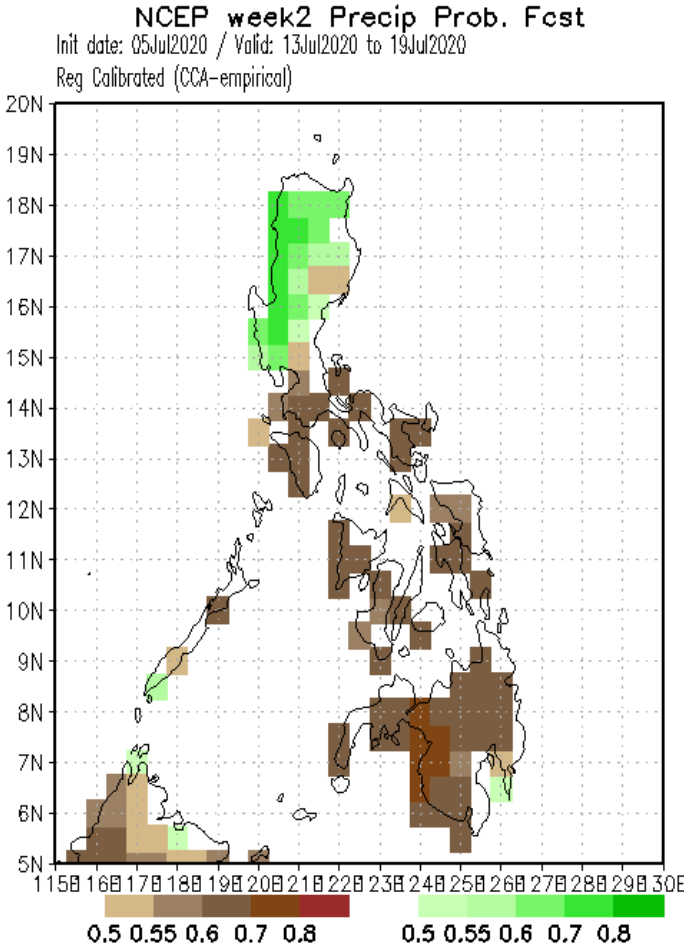 NCEP week2 Precip Prob. Fcst
Init date: 05Jul2020 / Valid: 13Jul2020 to 19Jul2020
Reg Calibrated (CCA-empirical)
20N
19N
18N
17N
16N
15N
14N
13N
12N
11N
10N
9N
8N
7N
6N
5N
115E 116E 117E 118E 119E 120E 121E 122E 123E 124E 125E 126E 127E 128E 129E 130E
0.5 0.55 0.6 0.7 0.8 0.5 0.55 0.6 0.7 0.8